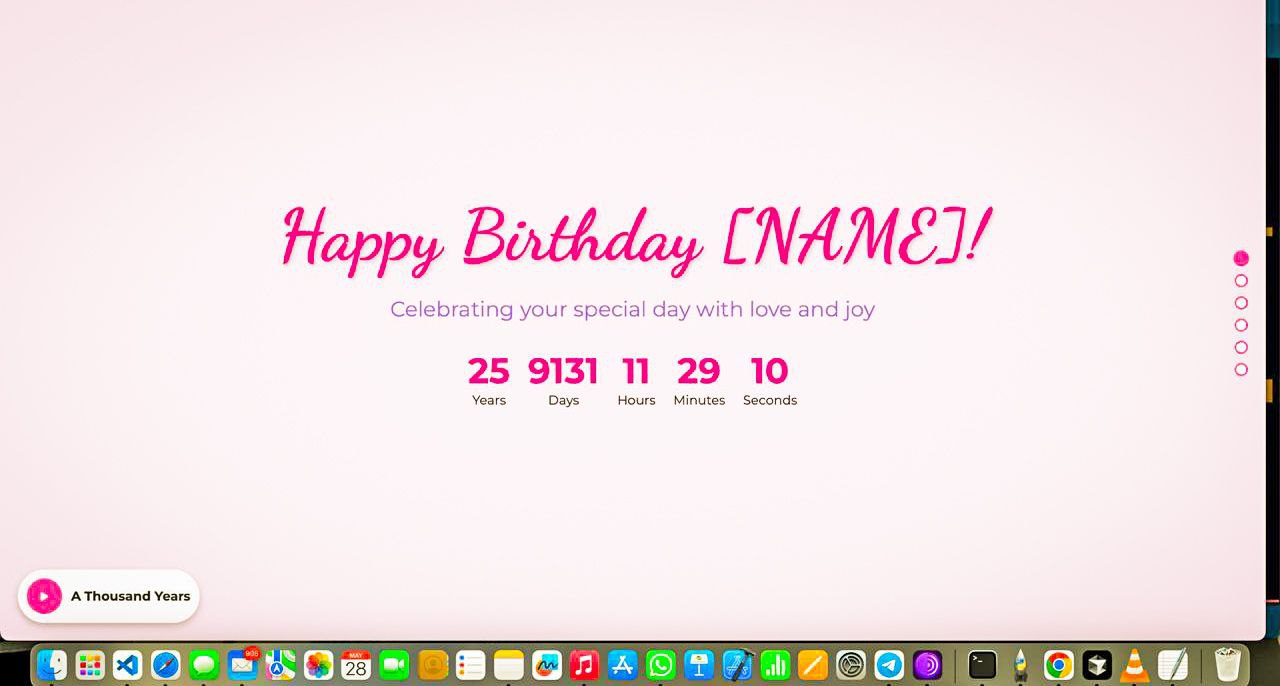 Happy Birthday [NAME]!
Celebrating your special day with love and joy
25 9131 11 29 10
Years Days Hours Minutes Seconds
A Thousand Years
905
MAY
28